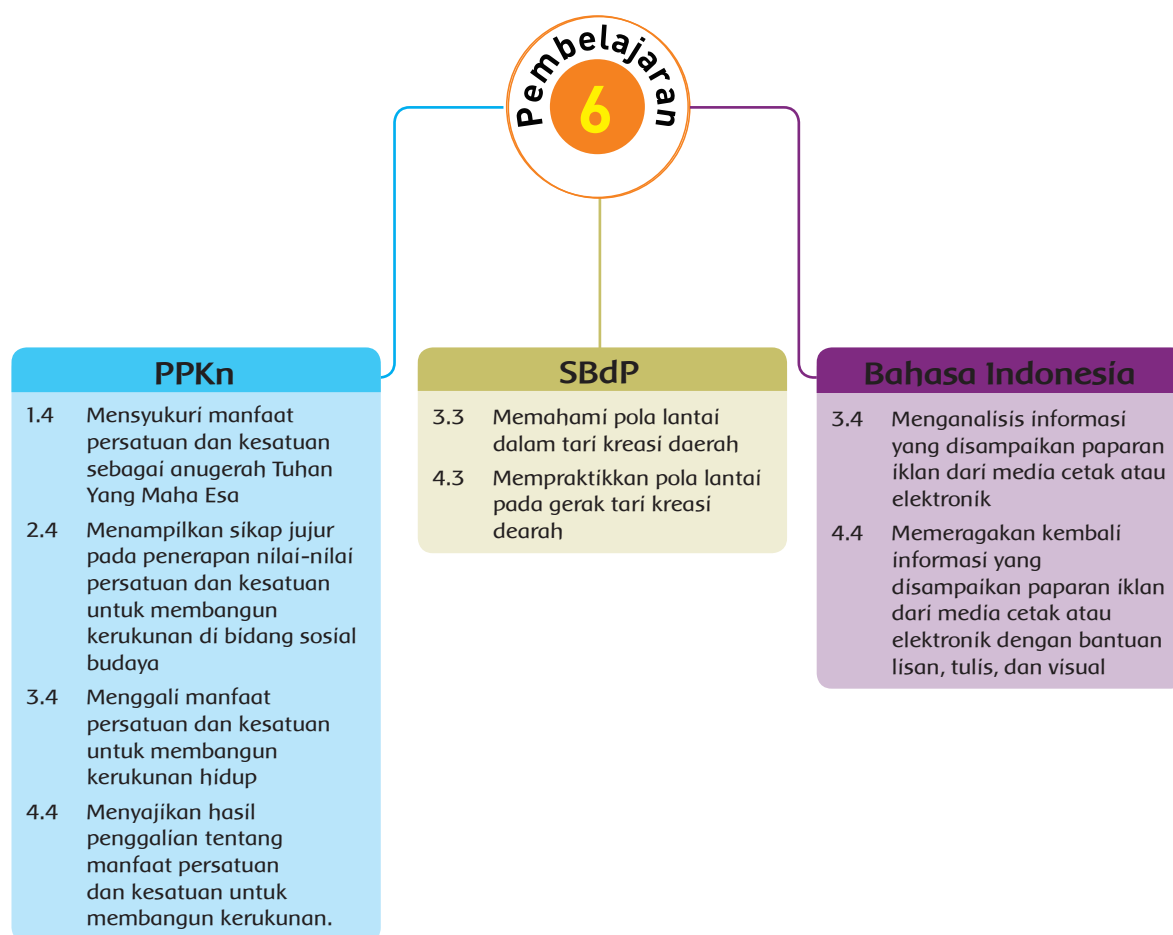 Pembelajaran
6
PPKn
1.4 Mensyukuri manfaat
persatuan dan kesatuan
sebagai anugerah Tuhan
Yang Maha Esa
2.4 Menampilkan sikap jujur
pada penerapan nilai-nilai
persatuan dan kesatuan
untuk membangun
kerukunan di bidang sosial
budaya
3.4 Menggali manfaat
persatuan dan kesatuan
untuk membangun
kerukunan hidup
4.4 Menyajikan hasil
penggalian tentang
manfaat persatuan
dan kesatuan untuk
membangun kerukunan.
SBdP
3.3 Memahami pola lantai
dalam tari kreasi daerah
4.3 Mempraktikkan pola lantai
pada gerak tari kreasi
dearah
Bahasa Indonesia
3.4 Menganalisis informasi
yang disampaikan paparan
iklan dari media cetak atau
elektronik
4.4 Memeragakan kembali
informasi yang
disampaikan paparan iklan
dari media cetak atau
elektronik dengan bantuan
lisan, tulis, dan visual